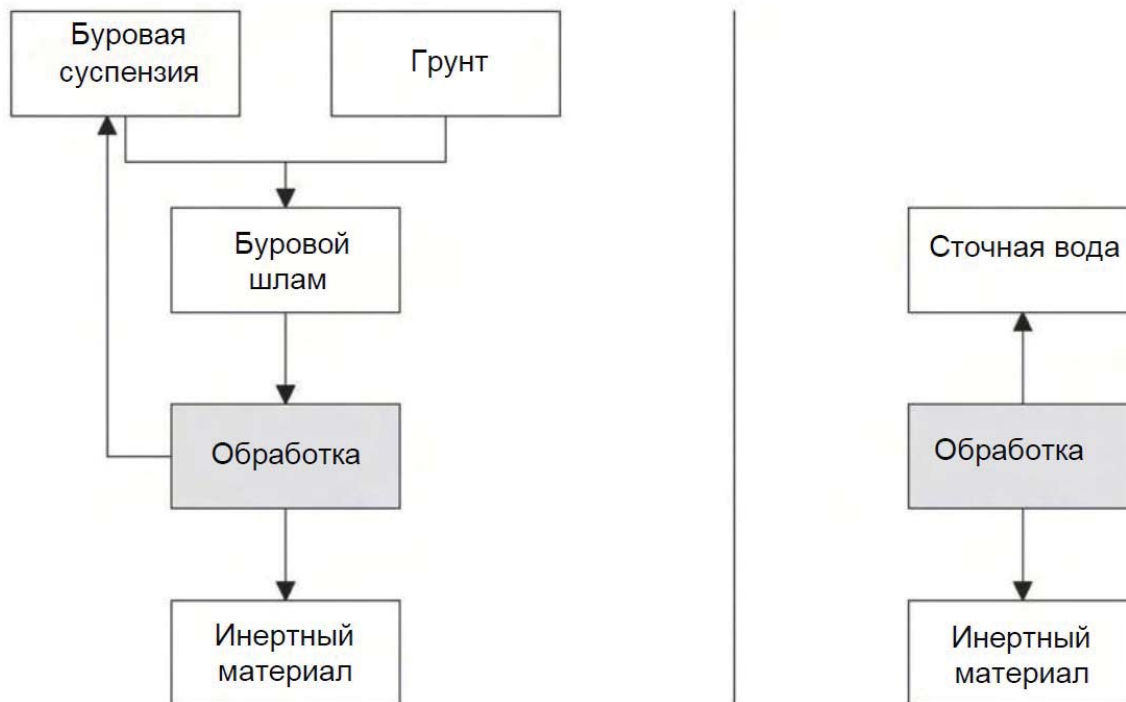 Буровая
суспензия
Грунт
Буровой
шлам
Обработка
Инертный
материал
Сточная вода
Обработка
Инертный
материал